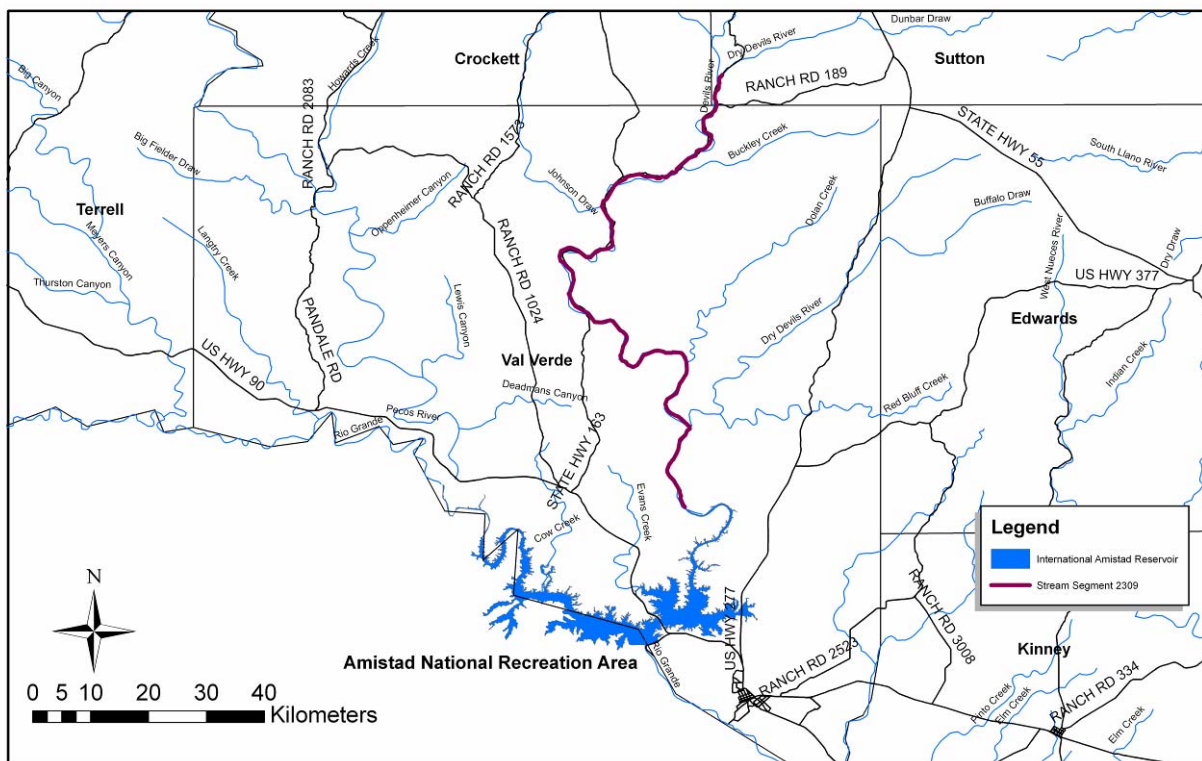 Dunbar Draw
Crockett
Dry Devils River
Sutton
Big Canyon
Howards Creek
Devils River
RANCH RD 189
RANCH RD 2083
RANCH RD 1573
STATE HWY 55
Big Fielder Draw
Buckley Creek
South Llano River
Terrell
Oppenheimer Canyon
Johnson Draw
Dolan Creek
Buffalo Draw
Meyers Canyon
Langtry Creek
RANCH RD 1024
West Nueces River
Dry Draw
Thurston Canyon
Lewis Canyon
US HWY 377
PANDALE RD
Dry Devils River
Edwards
US HWY 90
Val Verde
Indian Creek
Deadmans Canyon
Red Bluff Creek
Pecos River
Rio Grande
STATE HWY 163
Evans Creek
Cow Creek
Legend
International Amistad Reservoir
Stream Segment 2309
N
US HWY 277
RANCH RD 3008
Amistad National Recreation Area
Rio Grande
RANCH RD 2523
Kinney
Pinto Creek
Elm Creek
RANCH RD 334
Elm Creek
0 5 10 20 30 40
Kilometers